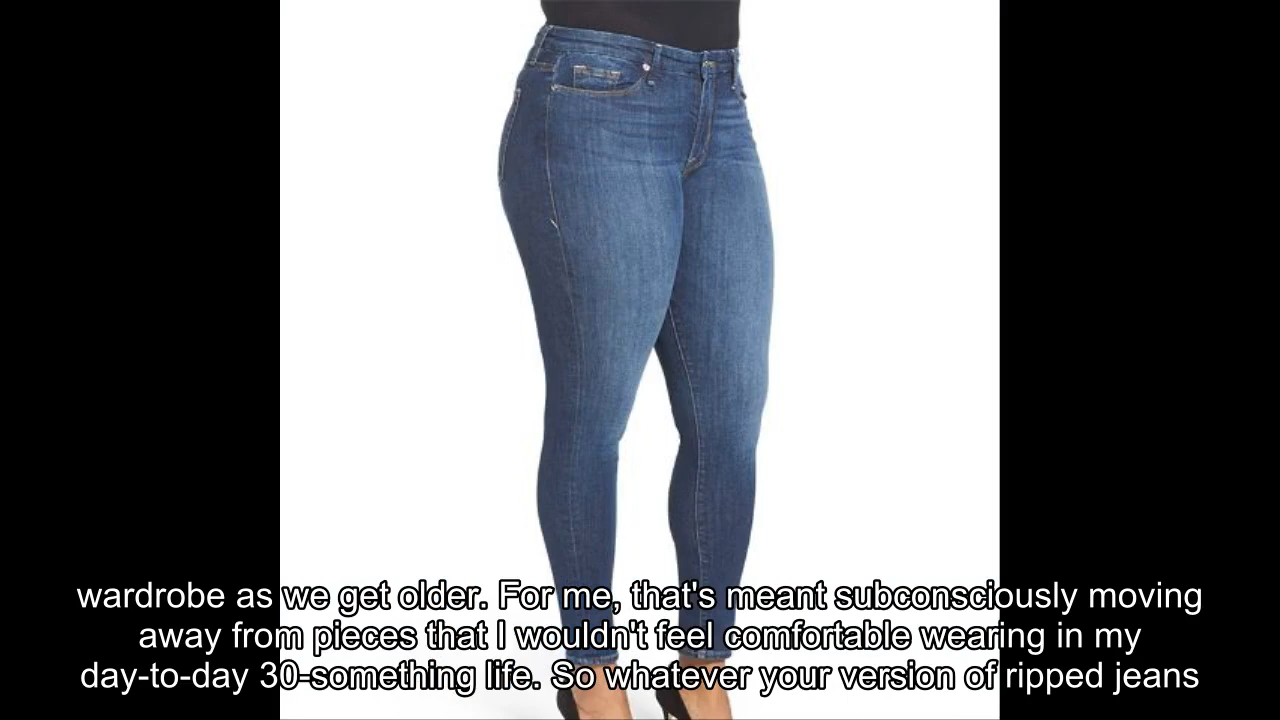 wardrobe as we get older. For me, that's meant subconsciously moving
away from pieces that I wouldn't feel comfortable wearing in my
day-to-day 30-something life. So whatever your version of ripped jeans